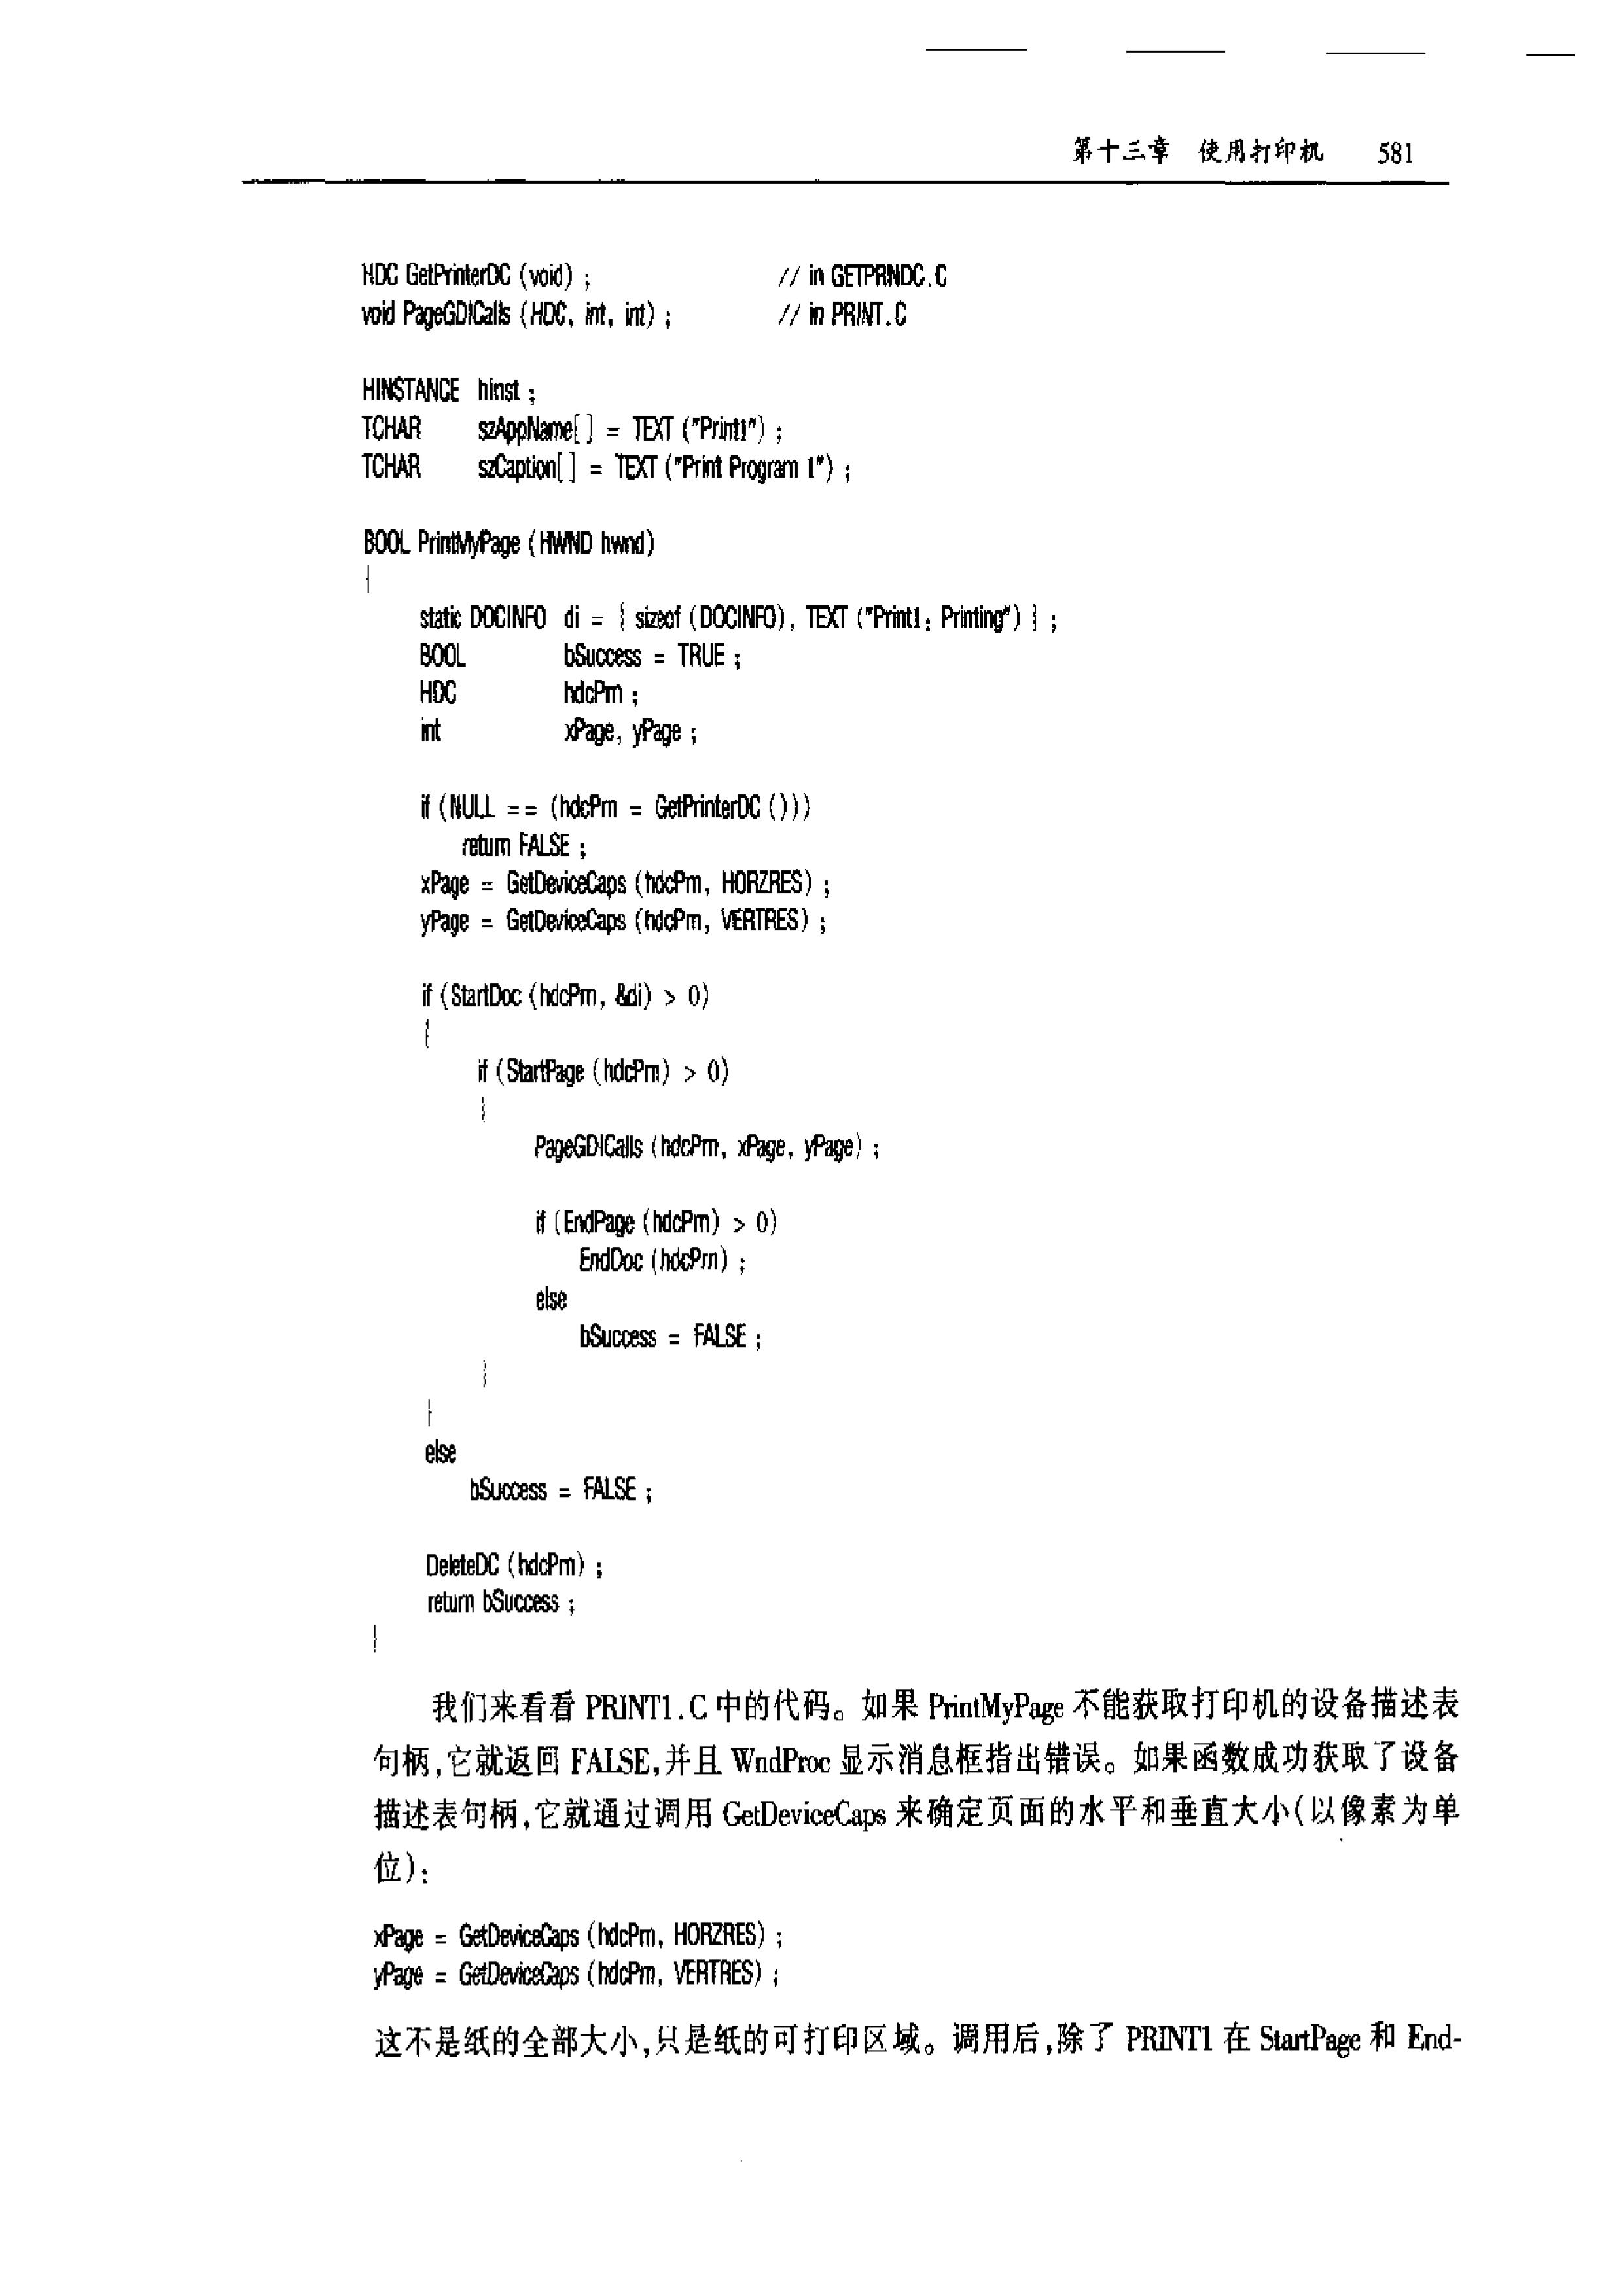 第十三章 使用打印机 581
HDC GetPrinterDC (void) ; // in GETPRNDC.C
void PageGDICalls (HDC, int, int) ; // in PRINT.C
HINSTANCE hInst ;
TCHAR szAppName[] = TEXT ("Print1") ;
TCHAR szCaption[] = TEXT ("Print Program 1") ;
BOOL PrintMyPage (HWND hwnd)
{
static DOCINFO di = { sizeof (DOCINFO), TEXT ("Print1: Printing") } ;
BOOL bSuccess = TRUE ;
HDC hdcPrn ;
int xPage, yPage ;
if (NULL == (hdcPrn = GetPrinterDC ()))
return FALSE ;
xPage = GetDeviceCaps (hdcPrn, HORZRES) ;
yPage = GetDeviceCaps (hdcPrn, VERTRES) ;
if (StartDoc (hdcPrn, &di) > 0)
{
if (StartPage (hdcPrn) > 0)
{
PageGDICalls (hdcPrn, xPage, yPage) ;
if (EndPage (hdcPrn) > 0)
EndDoc (hdcPrn) ;
else
bSuccess = FALSE ;
}
}
else
bSuccess = FALSE ;
DeleteDC (hdcPrn) ;
return bSuccess ;
}
我们来看看 PRINT1.C 中的代码。如果 PrintMyPage 不能获取打印机的设备描述表
句柄,它就返回 FALSE,并且 WndProc 显示消息框指出错误。如果函数成功获取了设备
描述表句柄,它就通过调用 GetDeviceCaps 来确定页面的水平和垂直大小(以像素为单
位):
xPage = GetDeviceCaps (hdcPrn, HORZRES) ;
yPage = GetDeviceCaps (hdcPrn, VERTRES) ;
这不是纸的全部大小,只是纸的可打印区域。调用后,除了 PRINT1 在 StartPage 和 End-